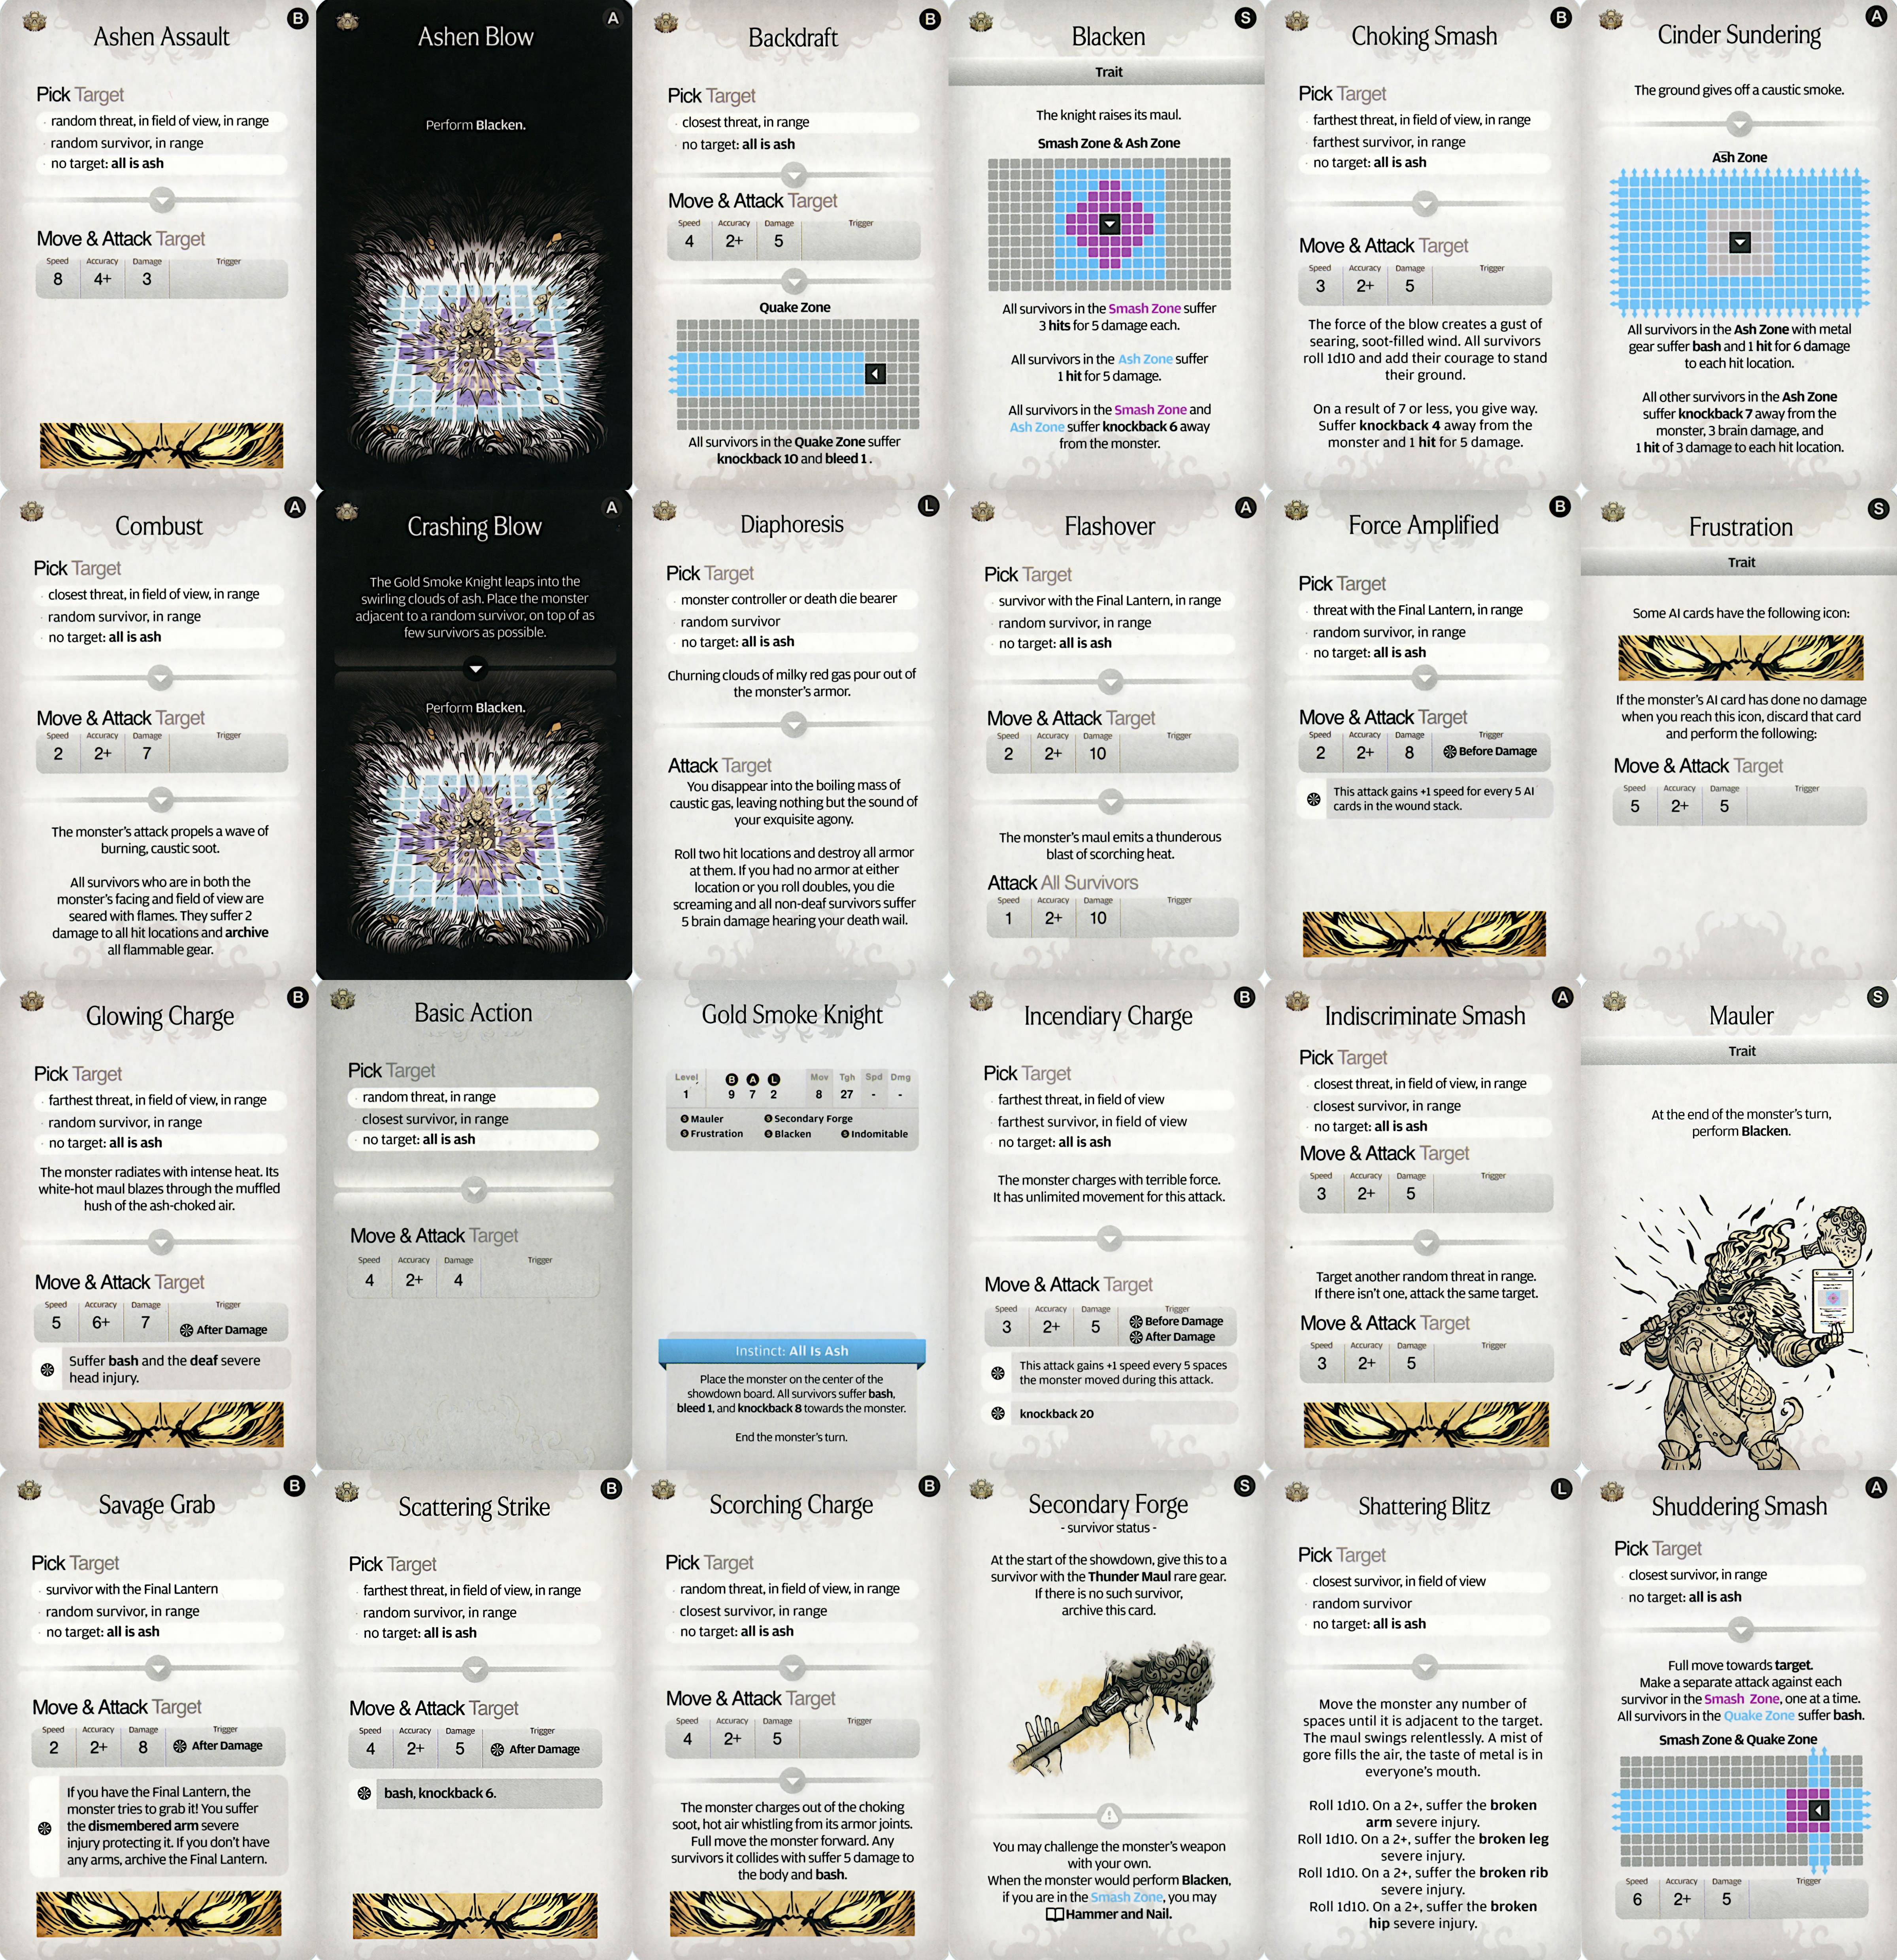 B
Ashen Assault
Pick Target
· random threat, in field of view, in range
· random survivor, in range
· no target: all is ash
Move & Attack Target
Speed Accuracy Damage Trigger
8 4+ 3
A
Ashen Blow
Perform Blacken.
B
Backdraft
Pick Target
· closest threat, in range
· no target: all is ash
Move & Attack Target
Speed Accuracy Damage Trigger
4 2+ 5
Quake Zone
All survivors in the Quake Zone suffer
knockback 10 and bleed 1.
S
Blacken
Trait
The knight raises its maul.
Smash Zone & Ash Zone
All survivors in the Smash Zone suffer
3 hits for 5 damage each.
All survivors in the Ash Zone suffer
1 hit for 5 damage.
All survivors in the Smash Zone and
Ash Zone suffer knockback 6 away
from the monster.
B
Choking Smash
Pick Target
· farthest threat, in field of view, in range
· farthest survivor, in range
· no target: all is ash
Move & Attack Target
Speed Accuracy Damage Trigger
3 2+ 5
The force of the blow creates a gust of
searing, soot-filled wind. All survivors
roll 1d10 and add their courage to stand
their ground.
On a result of 7 or less, you give way.
Suffer knockback 4 away from the
monster and 1 hit for 5 damage.
A
Cinder Sundering
The ground gives off a caustic smoke.
Ash Zone
All survivors in the Ash Zone with metal
gear suffer bash and 1 hit for 6 damage
to each hit location.
All other survivors in the Ash Zone
suffer knockback 7 away from the
monster, 3 brain damage, and
1 hit of 3 damage to each hit location.
A
Combust
Pick Target
· closest threat, in field of view, in range
· random survivor, in range
· no target: all is ash
Move & Attack Target
Speed Accuracy Damage Trigger
2 2+ 7
The monster's attack propels a wave of
burning, caustic soot.
All survivors who are in both the
monster's facing and field of view are
seared with flames. They suffer 2
damage to all hit locations and archive
all flammable gear.
A
Crashing Blow
The Gold Smoke Knight leaps into the
swirling clouds of ash. Place the monster
adjacent to a random survivor, on top of as
few survivors as possible.
Perform Blacken.
L
Diaphoresis
Pick Target
· monster controller or death die bearer
· random survivor
· no target: all is ash
Churning clouds of milky red gas pour out of
the monster's armor.
Attack Target
You disappear into the boiling mass of
caustic gas, leaving nothing but the sound of
your exquisite agony.
Roll two hit locations and destroy all armor
at them. If you had no armor at either
location or you roll doubles, you die
screaming and all non-deaf survivors suffer
5 brain damage hearing your death wail.
A
Flashover
Pick Target
· survivor with the Final Lantern, in range
· random survivor, in range
· no target: all is ash
Move & Attack Target
Speed Accuracy Damage Trigger
2 2+ 10
The monster's maul emits a thunderous
blast of scorching heat.
Attack All Survivors
Speed Accuracy Damage Trigger
1 2+ 10
B
Force Amplified
Pick Target
· threat with the Final Lantern, in range
· random survivor, in range
· no target: all is ash
Move & Attack Target
Speed Accuracy Damage Trigger
2 2+ 8 Before Damage
This attack gains +1 speed for every 5 AI
cards in the wound stack.
S
Frustration
Trait
Some AI cards have the following icon:
If the monster's AI card has done no damage
when you reach this icon, discard that card
and perform the following:
Move & Attack Target
Speed Accuracy Damage Trigger
5 2+ 5
B
Glowing Charge
Pick Target
· farthest threat, in field of view, in range
· random survivor, in range
· no target: all is ash
The monster radiates with intense heat. Its
white-hot maul blazes through the muffled
hush of the ash-choked air.
Move & Attack Target
Speed Accuracy Damage Trigger
5 6+ 7 After Damage
Suffer bash and the deaf severe
head injury.
Basic Action
Pick Target
· random threat, in range
· closest survivor, in range
· no target: all is ash
Move & Attack Target
Speed Accuracy Damage Trigger
4 2+ 4
Gold Smoke Knight
Level B A L Mov Tgh Spd Dmg
1 9 7 2 8 27 - -
S Mauler S Secondary Forge
S Frustration S Blacken S Indomitable
Instinct: All Is Ash
Place the monster on the center of the
showdown board. All survivors suffer bash,
bleed 1, and knockback 8 towards the monster.
End the monster's turn.
B
Incendiary Charge
Pick Target
· farthest threat, in field of view
· farthest survivor, in field of view
· no target: all is ash
The monster charges with terrible force.
It has unlimited movement for this attack.
Move & Attack Target
Speed Accuracy Damage Trigger
3 2+ 5 Before Damage
After Damage
This attack gains +1 speed every 5 spaces
the monster moved during this attack.
knockback 20
A
Indiscriminate Smash
Pick Target
· closest threat, in field of view, in range
· closest survivor, in range
· no target: all is ash
Move & Attack Target
Speed Accuracy Damage Trigger
3 2+ 5
Target another random threat in range.
If there isn't one, attack the same target.
Move & Attack Target
Speed Accuracy Damage Trigger
3 2+ 5
S
Mauler
Trait
At the end of the monster's turn,
perform Blacken.
B
Savage Grab
Pick Target
· survivor with the Final Lantern
· random survivor, in range
· no target: all is ash
Move & Attack Target
Speed Accuracy Damage Trigger
2 2+ 8 After Damage
If you have the Final Lantern, the
monster tries to grab it! You suffer
the dismembered arm severe
injury protecting it. If you don't have
any arms, archive the Final Lantern.
B
Scattering Strike
Pick Target
· farthest threat, in field of view, in range
· random survivor, in range
· no target: all is ash
Move & Attack Target
Speed Accuracy Damage Trigger
4 2+ 5 After Damage
bash, knockback 6.
B
Scorching Charge
Pick Target
· random threat, in field of view, in range
· closest survivor, in range
· no target: all is ash
Move & Attack Target
Speed Accuracy Damage Trigger
4 2+ 5
The monster charges out of the choking
soot, hot air whistling from its armor joints.
Full move the monster forward. Any
survivors it collides with suffer 5 damage to
the body and bash.
S
Secondary Forge
- survivor status -
At the start of the showdown, give this to a
survivor with the Thunder Maul rare gear.
If there is no such survivor,
archive this card.
You may challenge the monster's weapon
with your own.
When the monster would perform Blacken,
if you are in the Smash Zone, you may
Hammer and Nail.
L
Shattering Blitz
Pick Target
· closest survivor, in field of view
· random survivor
· no target: all is ash
Move the monster any number of
spaces until it is adjacent to the target.
The maul swings relentlessly. A mist of
gore fills the air, the taste of metal is in
everyone's mouth.
Roll 1d10. On a 2+, suffer the broken
arm severe injury.
Roll 1d10. On a 2+, suffer the broken leg
severe injury.
Roll 1d10. On a 2+, suffer the broken rib
severe injury.
Roll 1d10. On a 2+, suffer the broken
hip severe injury.
A
Shuddering Smash
Pick Target
· closest survivor, in range
· no target: all is ash
Full move towards target.
Make a separate attack against each
survivor in the Smash Zone, one at a time.
All survivors in the Quake Zone suffer bash.
Smash Zone & Quake Zone
Speed Accuracy Damage Trigger
6 2+ 5